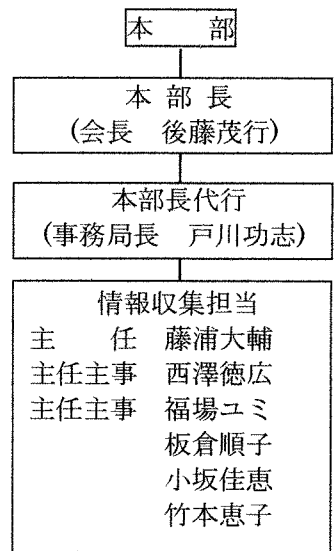 本　部
本 部 長
(会長　後藤茂行)
本部長代行
(事務局長　戸川功志)
情報収集担当
主　　任　藤浦大輔
主任主事　西澤徳広
主任主事　福場ユミ
板倉順子
小坂佳恵
竹本恵子